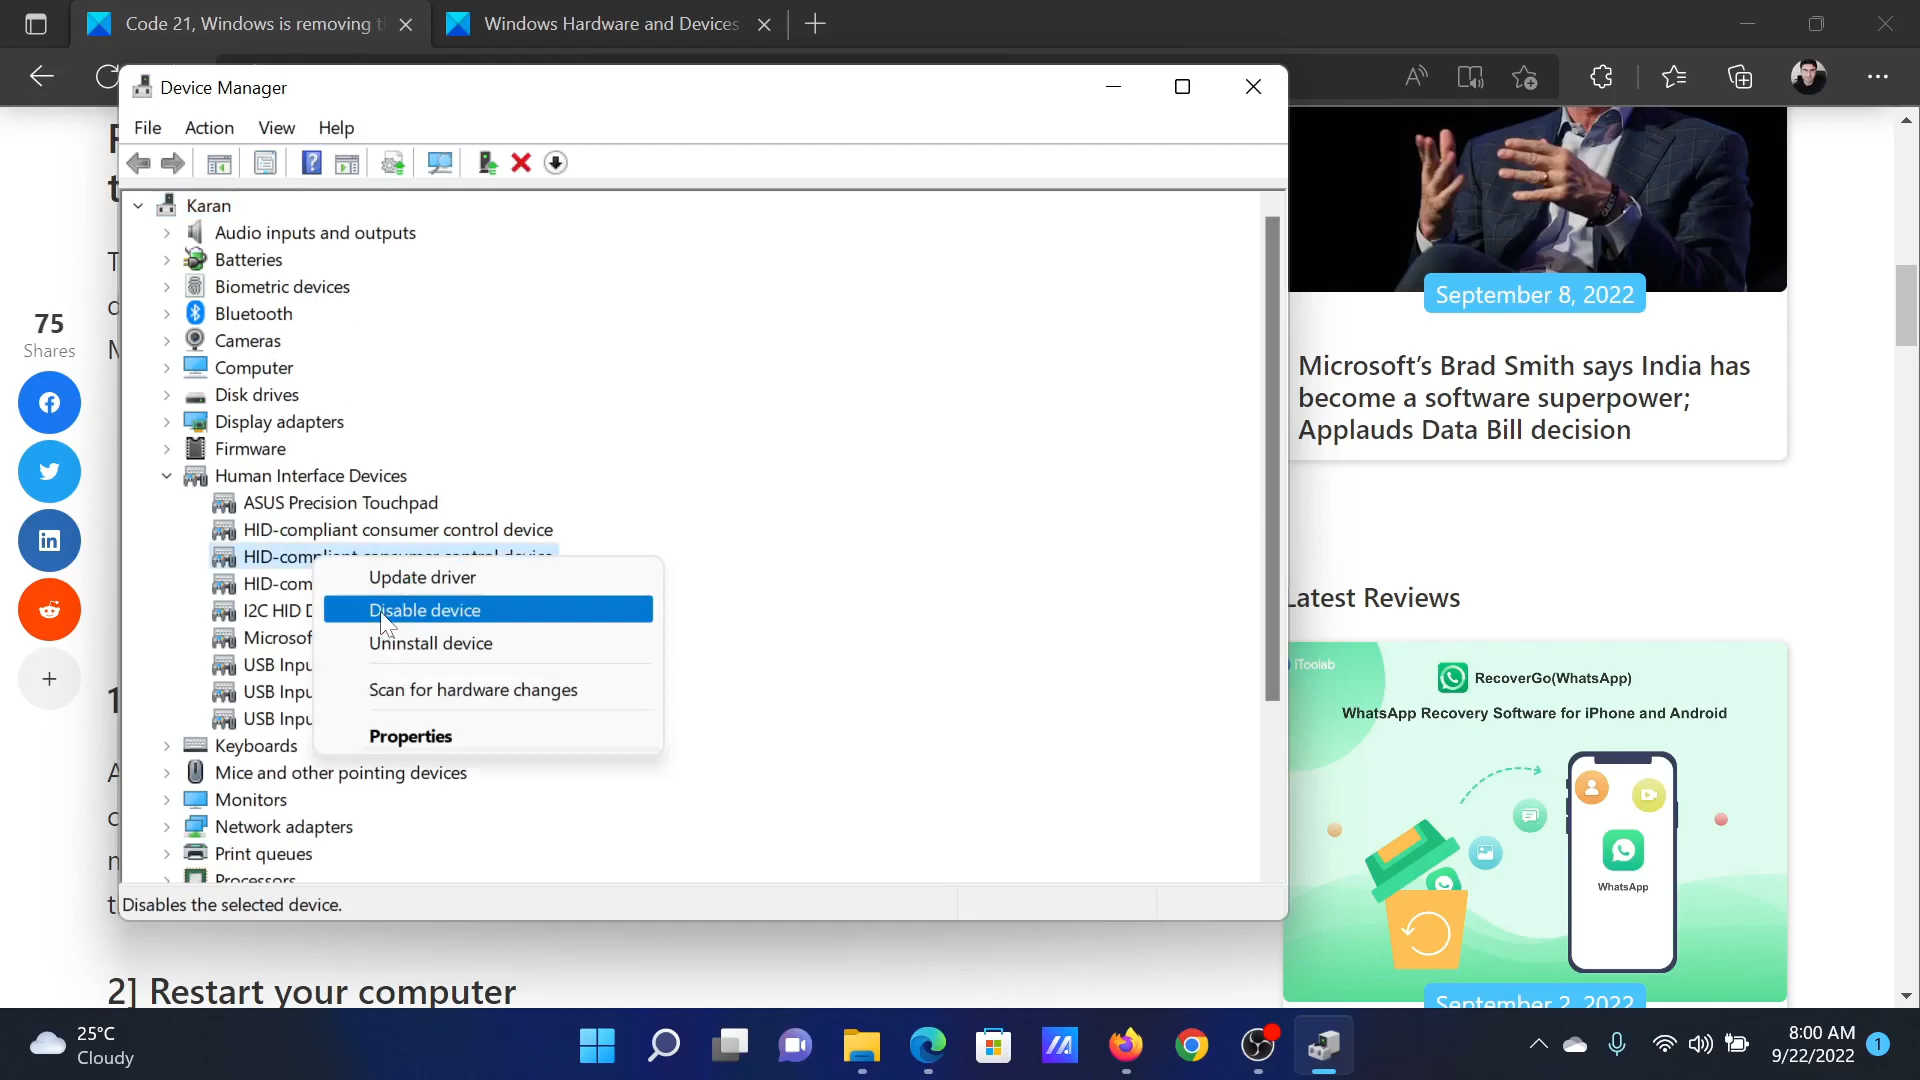 Code 21, Windows is removing t
Windows Hardware and Devices
Device Manager
File Action View Help
Karan
Audio inputs and outputs
Batteries
Biometric devices
Bluetooth
Cameras
Computer
Disk drives
Display adapters
Firmware
Human Interface Devices
ASUS Precision Touchpad
HID-compliant consumer control device
HID-compliant consumer control device
HID-com
I2C HID D
Microsof
USB Inpu
USB Inpu
USB Inpu
Update driver
Disable device
Uninstall device
Scan for hardware changes
Properties
Keyboards
Mice and other pointing devices
Monitors
Network adapters
Print queues
Processors
Disables the selected device.
75
Shares
2] Restart your computer
September 8, 2022
Microsoft's Brad Smith says India has
become a software superpower;
Applauds Data Bill decision
Latest Reviews
iToolab
RecoverGo(WhatsApp)
WhatsApp Recovery Software for iPhone and Android
WhatsApp
September 2, 2022
25°C
Cloudy
8:00 AM
9/22/2022
1